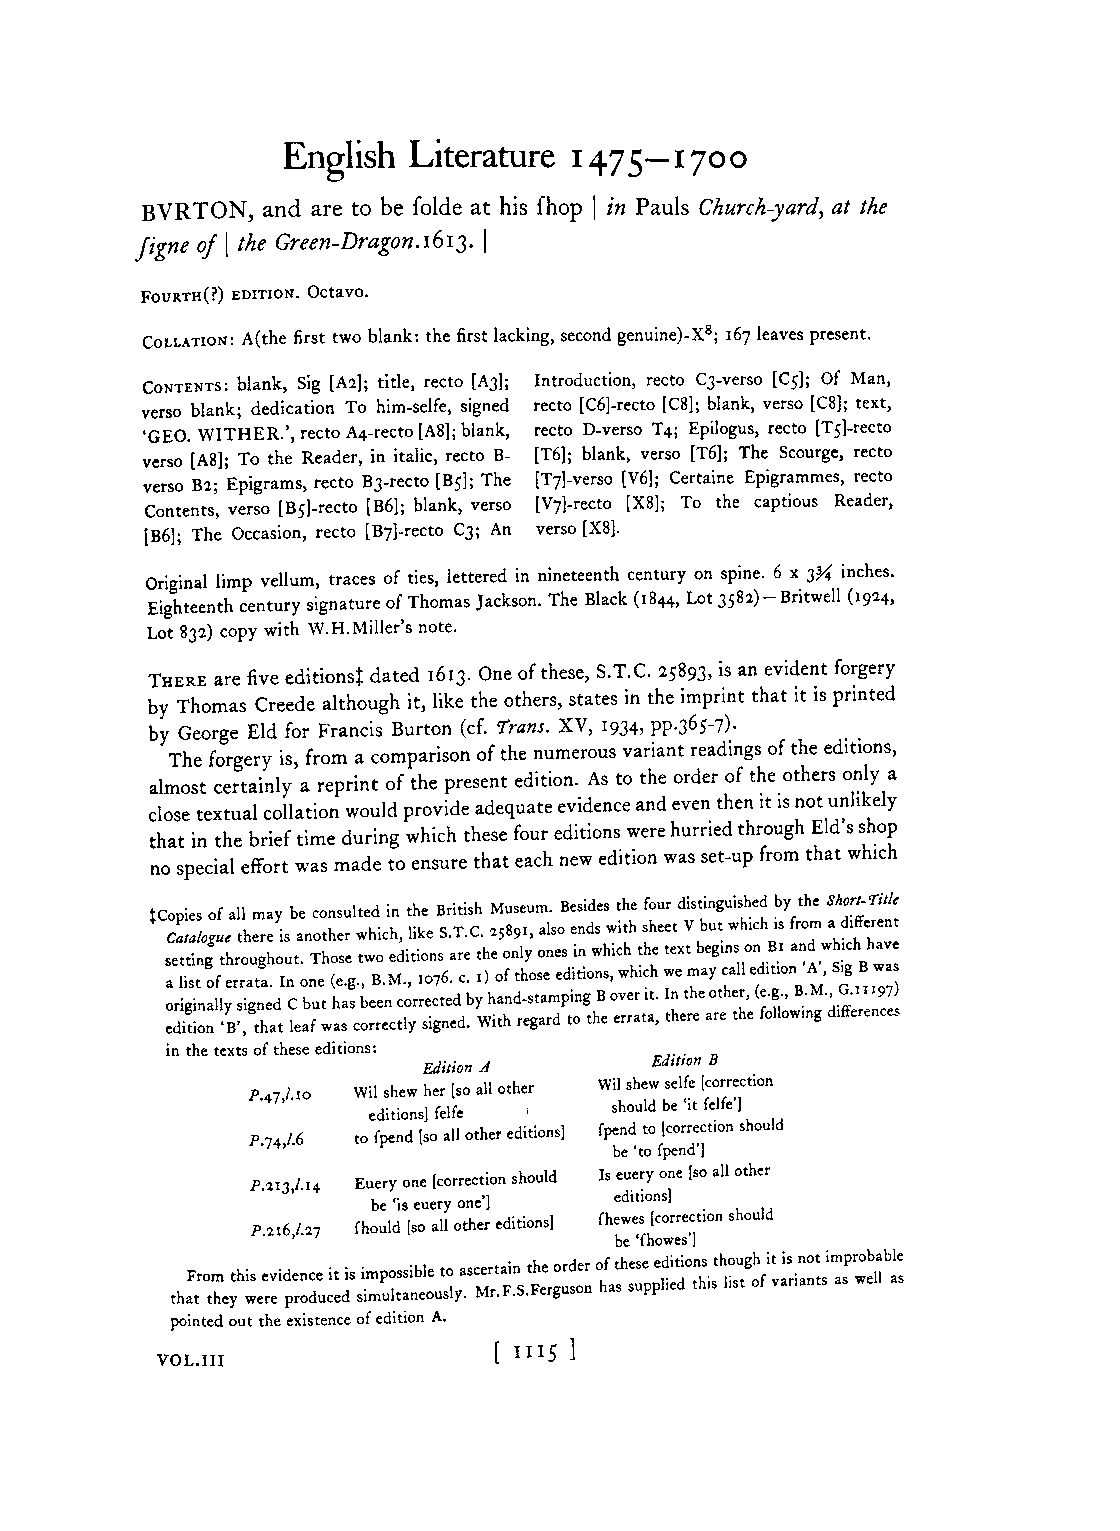 English Literature 1475—1700
BVRTON, and are to be ſolde at his ſhop | in Pauls Church-yard, at the
ſigne of | the Green-Dragon.1613. |
FOURTH(?) EDITION. Octavo.
COLLATION: A(the first two blank: the first lacking, second genuine)-X⁸; 167 leaves present.
CONTENTS: blank, Sig [A2]; title, recto [A3];
verso blank; dedication To him-selfe, signed
'GEO. WITHER.', recto A4-recto [A8]; blank,
verso [A8]; To the Reader, in italic, recto B-
verso B2; Epigrams, recto B3-recto [B5]; The
Contents, verso [B5]-recto [B6]; blank, verso
[B6]; The Occasion, recto [B7]-recto C3; An
Introduction, recto C3-verso [C5]; Of Man,
recto [C6]-recto [C8]; blank, verso [C8]; text,
recto D-verso T4; Epilogus, recto [T5]-recto
[T6]; blank, verso [T6]; The Scourge, recto
[T7]-verso [V6]; Certaine Epigrammes, recto
[V7]-recto [X8]; To the captious Reader,
verso [X8].
Original limp vellum, traces of ties, lettered in nineteenth century on spine. 6 x 3¾ inches.
Eighteenth century signature of Thomas Jackson. The Black (1844, Lot 3582)—Britwell (1924,
Lot 832) copy with W.H.Miller's note.
THERE are five editions‡ dated 1613. One of these, S.T.C. 25893, is an evident forgery
by Thomas Creede although it, like the others, states in the imprint that it is printed
by George Eld for Francis Burton (cf. Trans. XV, 1934, pp.365-7).
The forgery is, from a comparison of the numerous variant readings of the editions,
almost certainly a reprint of the present edition. As to the order of the others only a
close textual collation would provide adequate evidence and even then it is not unlikely
that in the brief time during which these four editions were hurried through Eld's shop
no special effort was made to ensure that each new edition was set-up from that which
‡Copies of all may be consulted in the British Museum. Besides the four distinguished by the Short-Title
Catalogue there is another which, like S.T.C. 25891, also ends with sheet V but which is from a different
setting throughout. Those two editions are the only ones in which the text begins on B1 and which have
a list of errata. In one (e.g., B.M., 1076. c. 1) of those editions, which we may call edition 'A', Sig B was
originally signed C but has been corrected by hand-stamping B over it. In the other, (e.g., B.M., G.11197)
edition 'B', that leaf was correctly signed. With regard to the errata, there are the following differences
in the texts of these editions:
Edition A Edition B
P.47,l.10 Wil shew her [so all other Wil shew selfe [correction
editions] ſelfe should be 'it ſelfe']
P.74,l.6 to ſpend [so all other editions] ſpend to [correction should
be 'to ſpend']
P.213,l.14 Euery one [correction should Is euery one [so all other
be 'is euery one'] editions]
P.216,l.27 ſhould [so all other editions] ſhewes [correction should
be 'ſhowes']
From this evidence it is impossible to ascertain the order of these editions though it is not improbable
that they were produced simultaneously. Mr.F.S.Ferguson has supplied this list of variants as well as
pointed out the existence of edition A.
VOL.III [ 1115 ]